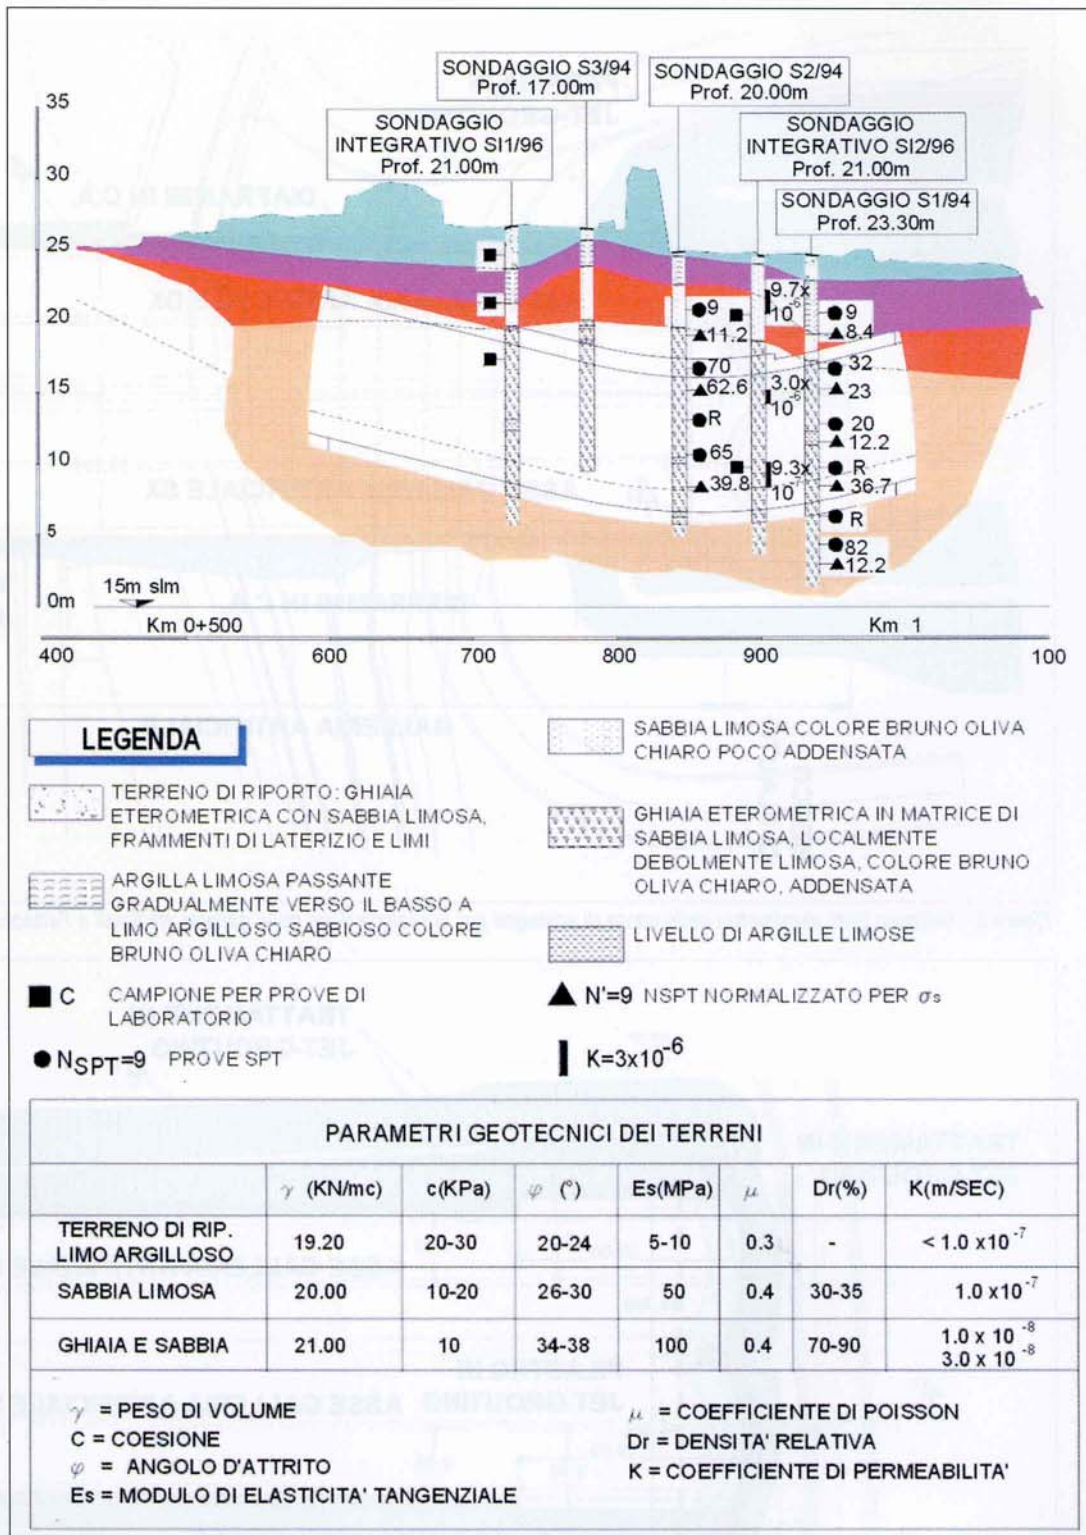 SONDAGGIO S3/94
Prof. 17.00m
SONDAGGIO S2/94
Prof. 20.00m
SONDAGGIO
INTEGRATIVO SI1/96
Prof. 21.00m
SONDAGGIO
INTEGRATIVO SI2/96
Prof. 21.00m
SONDAGGIO S1/94
Prof. 23.30m
35
30
25
20
15
10
5
0m
15m slm
9
11.2
70
62.6
R
65
39.8
9.7x
10-6
3.0x
10-6
9.3x
10-7
9
8.4
32
23
20
12.2
R
36.7
R
82
12.2
Km 0+500
Km 1
400
600
700
800
900
100
LEGENDA
TERRENO DI RIPORTO: GHIAIA
ETEROMETRICA CON SABBIA LIMOSA,
FRAMMENTI DI LATERIZIO E LIMI
ARGILLA LIMOSA PASSANTE
GRADUALMENTE VERSO IL BASSO A
LIMO ARGILLOSO SABBIOSO COLORE
BRUNO OLIVA CHIARO
C CAMPIONE PER PROVE DI
LABORATORIO
NSPT=9 PROVE SPT
SABBIA LIMOSA COLORE BRUNO OLIVA
CHIARO POCO ADDENSATA
GHIAIA ETEROMETRICA IN MATRICE DI
SABBIA LIMOSA, LOCALMENTE
DEBOLMENTE LIMOSA, COLORE BRUNO
OLIVA CHIARO, ADDENSATA
LIVELLO DI ARGILLE LIMOSE
N'=9 NSPT NORMALIZZATO PER σs
K=3x10-6
PARAMETRI GEOTECNICI DEI TERRENI
γ (KN/mc) c(KPa) φ (°) Es(MPa) μ Dr(%) K(m/SEC)
TERRENO DI RIP.
LIMO ARGILLOSO 19.20 20-30 20-24 5-10 0.3 - < 1.0 x10-7
SABBIA LIMOSA 20.00 10-20 26-30 50 0.4 30-35 1.0 x10-7
GHIAIA E SABBIA 21.00 10 34-38 100 0.4 70-90 1.0 x 10-8
3.0 x 10-8
γ = PESO DI VOLUME
C = COESIONE
φ = ANGOLO D'ATTRITO
Es = MODULO DI ELASTICITA' TANGENZIALE
μ = COEFFICIENTE DI POISSON
Dr = DENSITA' RELATIVA
K = COEFFICIENTE DI PERMEABILITA'